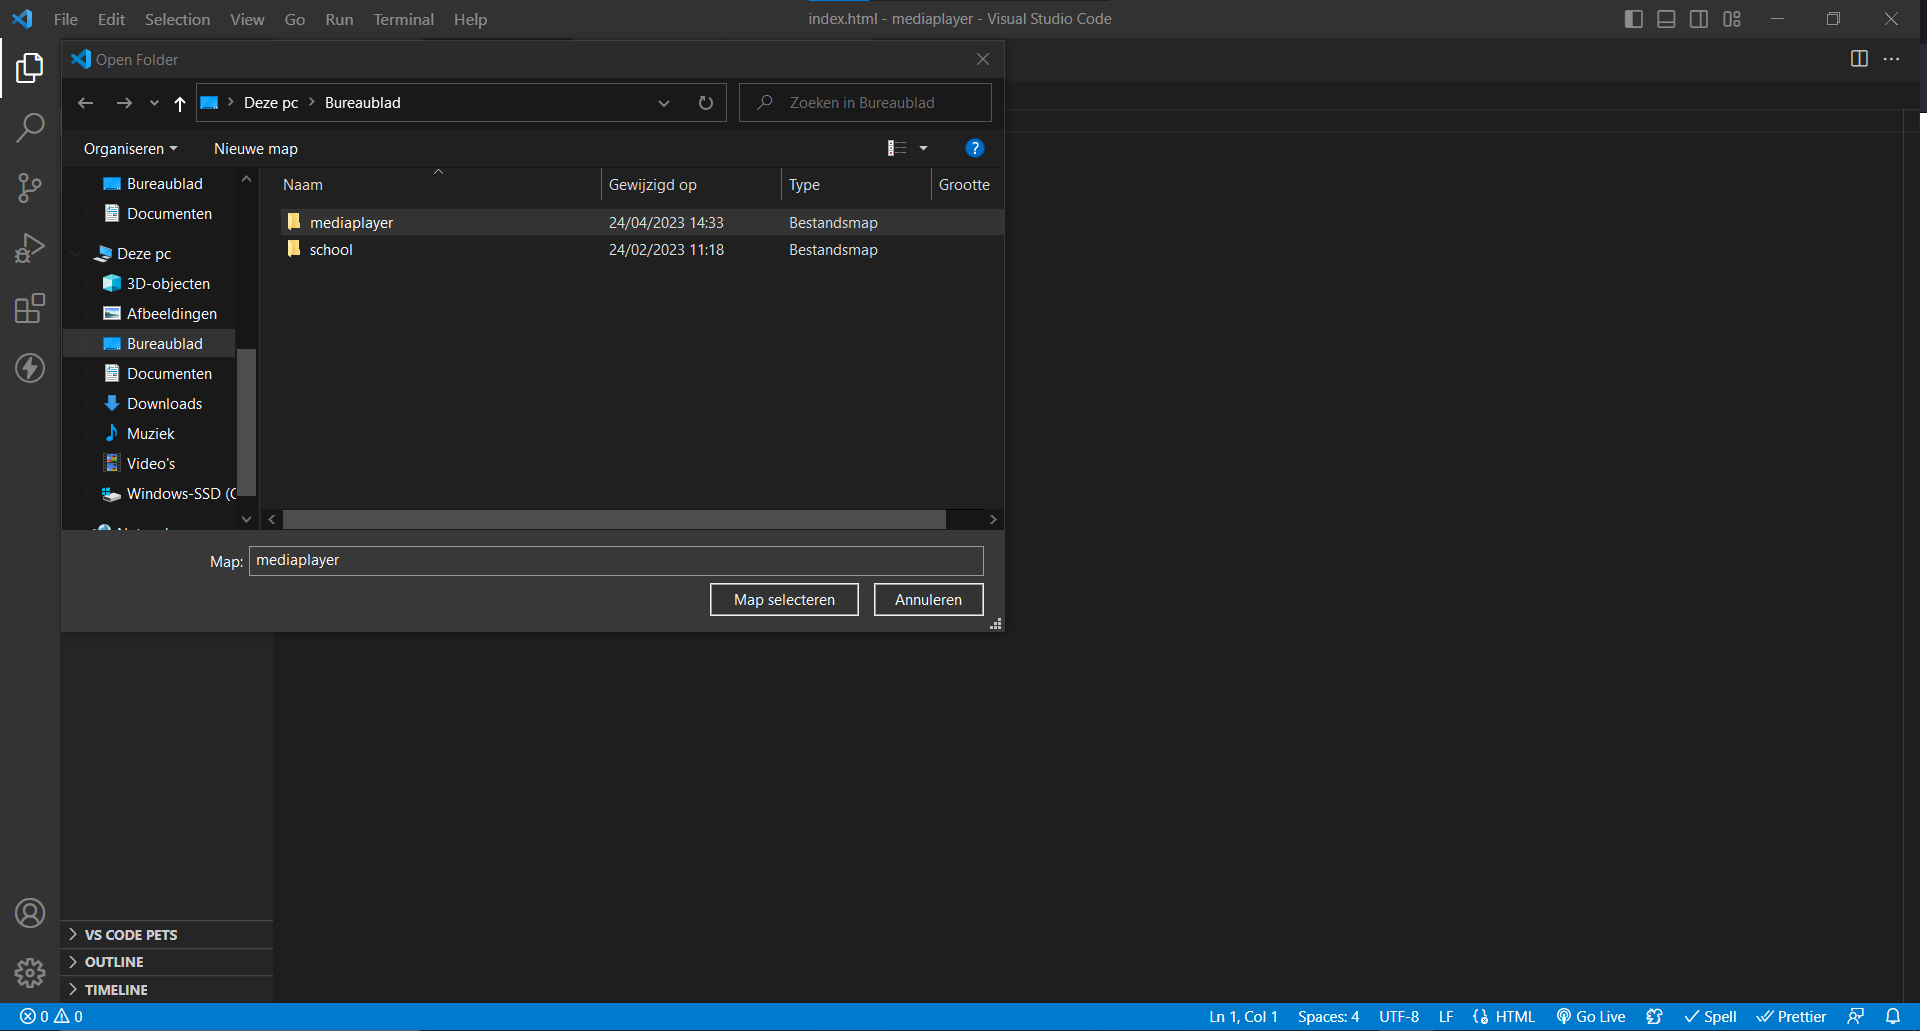 File Edit Selection View Go Run Terminal Help index.html - mediaplayer - Visual Studio Code
Open Folder
Deze pc Bureaublad Zoeken in Bureaublad
Organiseren Nieuwe map ?
Naam Gewijzigd op Type Grootte
Bureaublad
Documenten
Deze pc
3D-objecten
Afbeeldingen
Bureaublad
Documenten
Downloads
Muziek
Video's
Windows-SSD (C
mediaplayer 24/04/2023 14:33 Bestandsmap
school 24/02/2023 11:18 Bestandsmap
Map: mediaplayer
Map selecteren Annuleren
VS CODE PETS
OUTLINE
TIMELINE
0 0 Ln 1, Col 1 Spaces: 4 UTF-8 LF HTML Go Live Spell Prettier